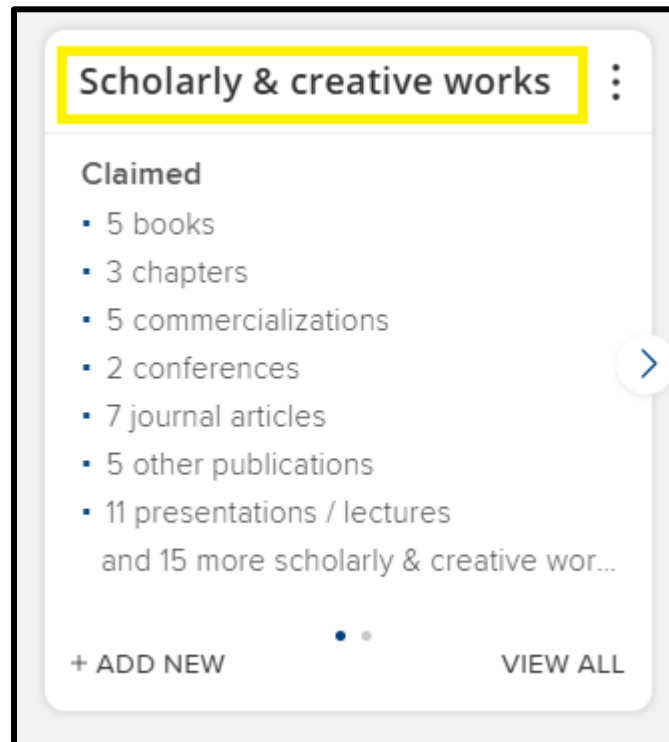 Scholarly & creative works
Claimed
▪ 5 books
▪ 3 chapters
▪ 5 commercializations
▪ 2 conferences
▪ 7 journal articles
▪ 5 other publications
▪ 11 presentations / lectures
and 15 more scholarly & creative wor...
+ ADD NEW VIEW ALL